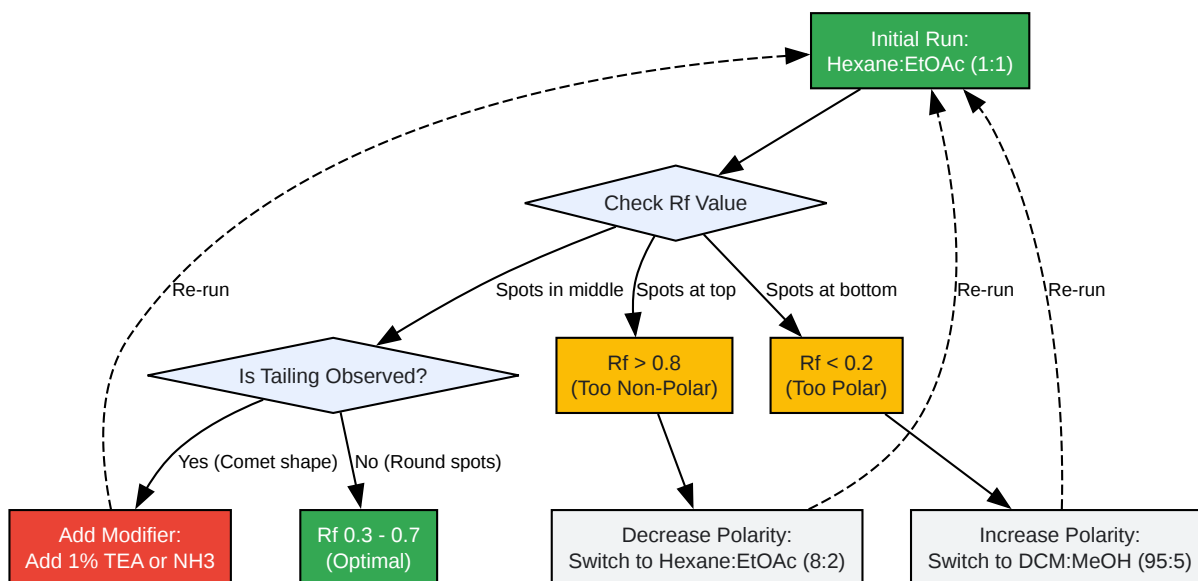 Initial Run:
Hexane:EtOAc (1:1)
Check Rf Value
Re-run
Spots in middle
Spots at top
Spots at bottom
Re-run
Re-run
Is Tailing Observed?
Rf > 0.8
(Too Non-Polar)
Rf < 0.2
(Too Polar)
Yes (Comet shape)
No (Round spots)
Add Modifier:
Add 1% TEA or NH3
Rf 0.3 - 0.7
(Optimal)
Decrease Polarity:
Switch to Hexane:EtOAc (8:2)
Increase Polarity:
Switch to DCM:MeOH (95:5)